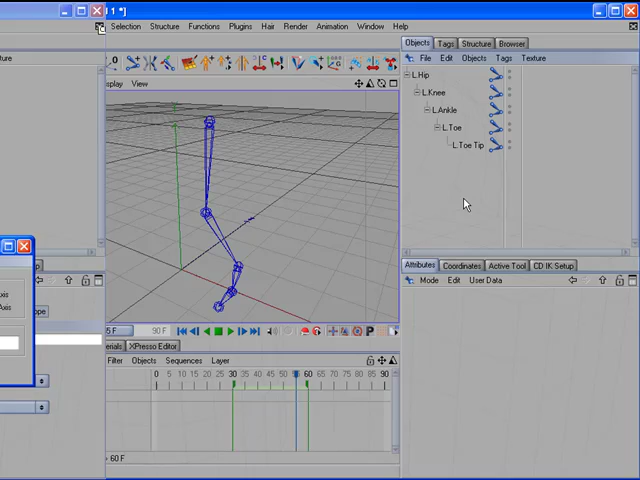 1 *]
Selection Structure Functions Plugins Hair Render Animation Window Help
Objects Tags Structure Browser
File Edit Objects Tags Texture
View
L.Hip
L.Knee
L.Ankle
L.Toe
L.Toe Tip
Attributes Coordinates Active Tool CD IK Setup
Mode Edit User Data
90 F
XPresso Editor
Filter Objects Sequences Layer
0 5 10 15 20 25 30 35 40 45 50 60 65 70 75 80 85 90
60 F